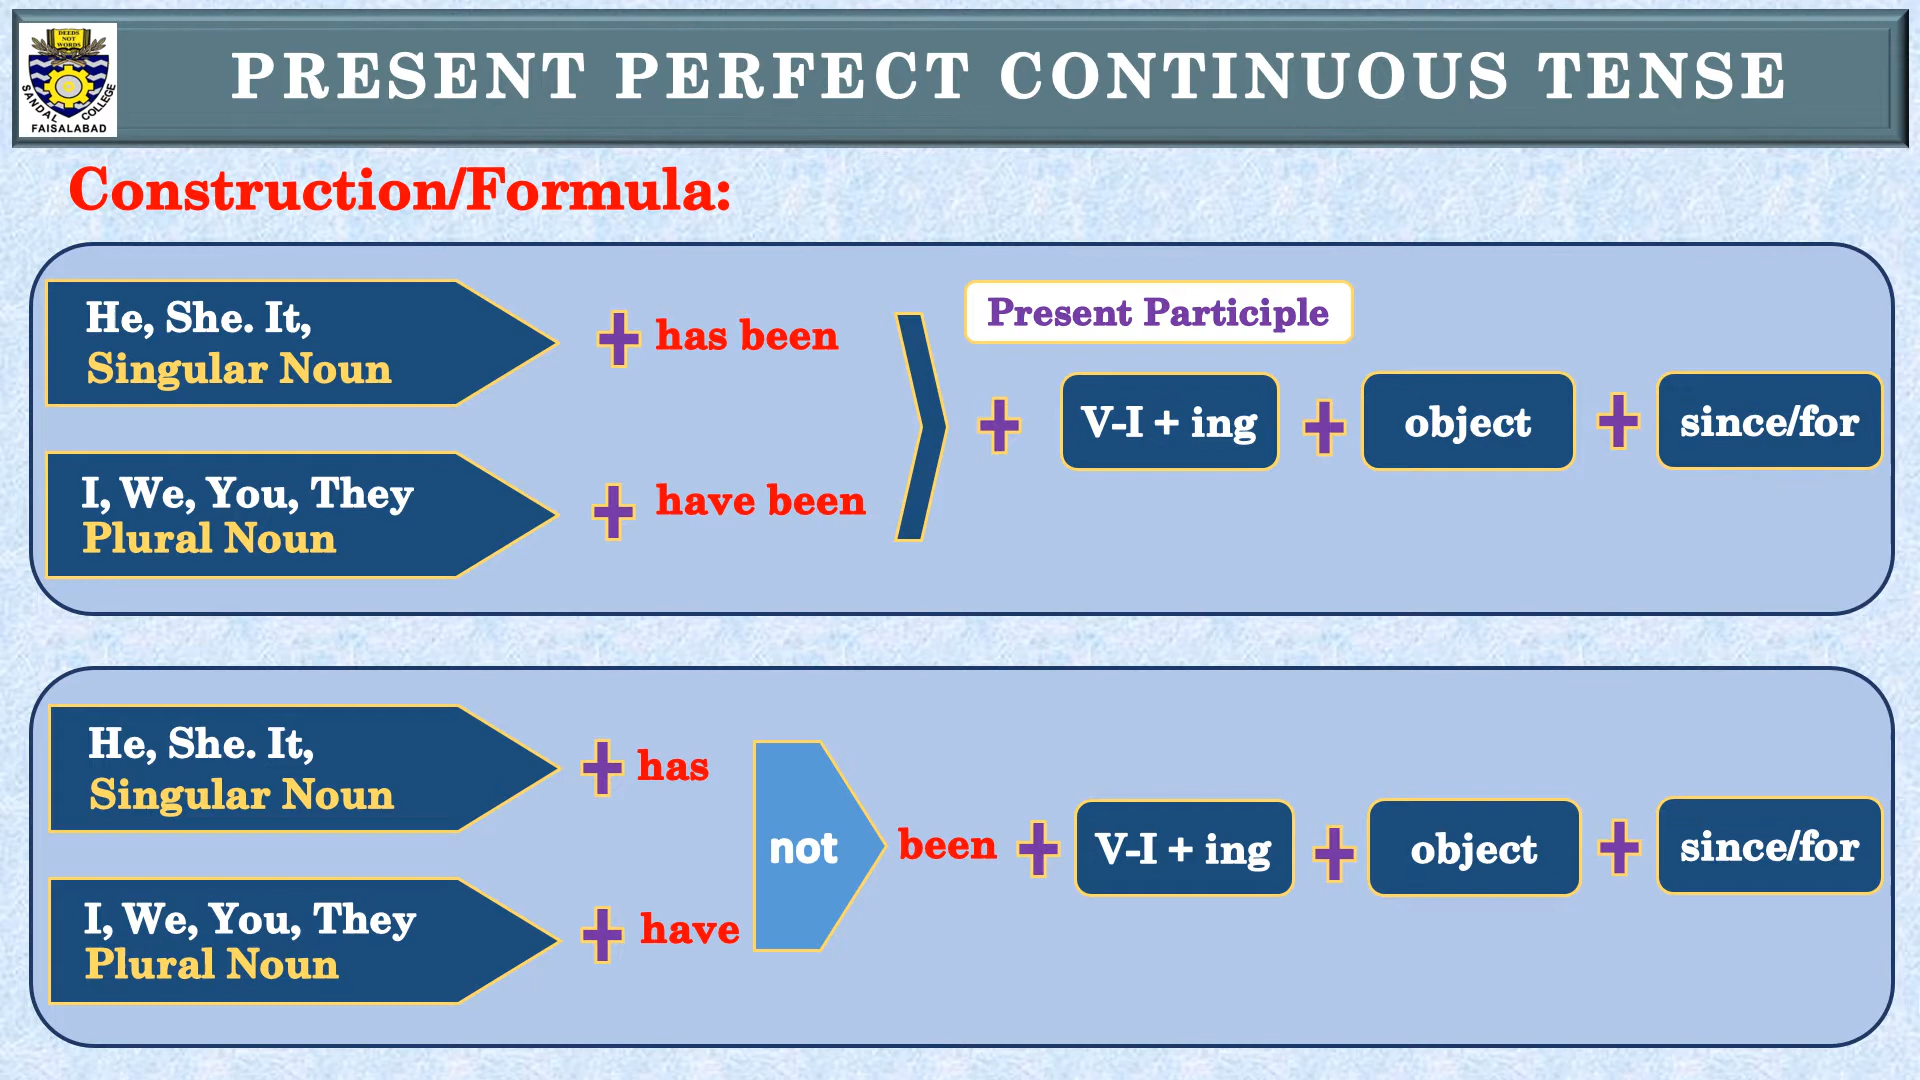 DEEDS
NOT
WORDS
SANDAL COLLEGE
FAISALABAD
PRESENT PERFECT CONTINUOUS TENSE
Construction/Formula:
He, She. It,
Singular Noun
+ has been
I, We, You, They
Plural Noun
+ have been
Present Participle
+ V-I + ing + object + since/for
He, She. It,
Singular Noun
+ has
I, We, You, They
Plural Noun
+ have
not been + V-I + ing + object + since/for